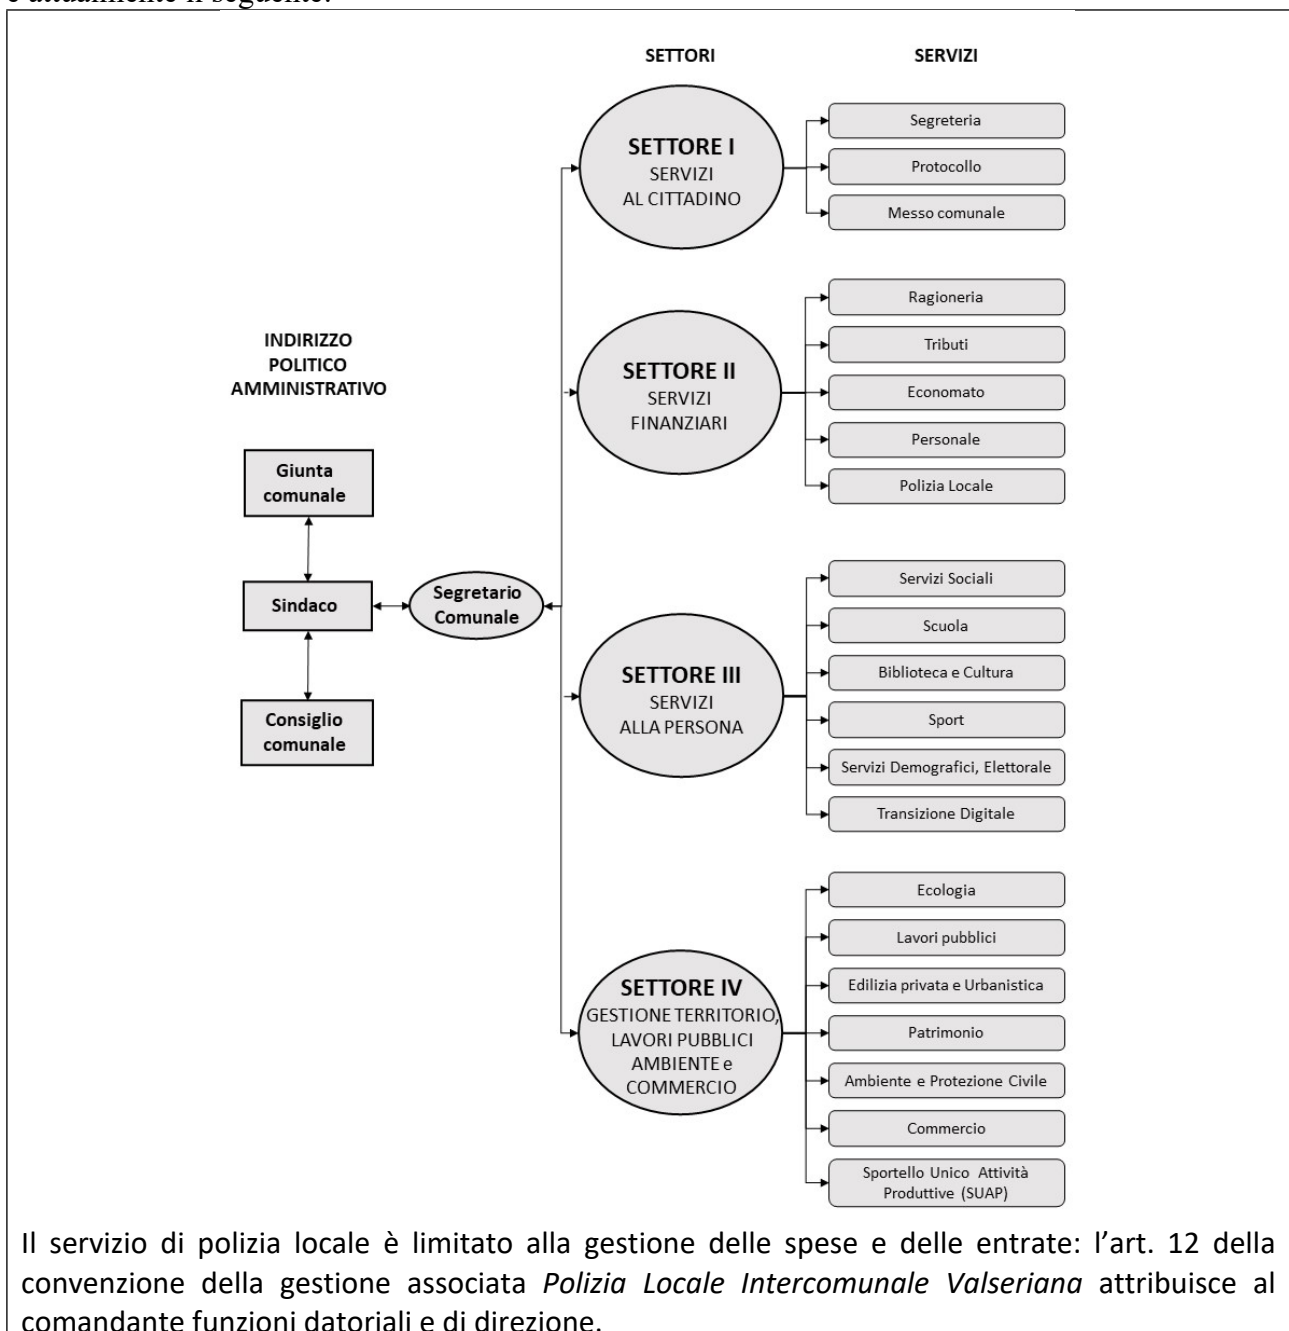 è attualmente il seguente:
SETTORI
SERVIZI
SETTORE I
SERVIZI
AL CITTADINO
Segreteria
Protocollo
Messo comunale
INDIRIZZO
POLITICO
AMMINISTRATIVO
SETTORE II
SERVIZI
FINANZIARI
Ragioneria
Tributi
Economato
Personale
Polizia Locale
Giunta
comunale
Sindaco
Consiglio
comunale
Segretario
Comunale
SETTORE III
SERVIZI
ALLA PERSONA
Servizi Sociali
Scuola
Biblioteca e Cultura
Sport
Servizi Demografici, Elettorale
Transizione Digitale
SETTORE IV
GESTIONE TERRITORIO,
LAVORI PUBBLICI
AMBIENTE e
COMMERCIO
Ecologia
Lavori pubblici
Edilizia privata e Urbanistica
Patrimonio
Ambiente e Protezione Civile
Commercio
Sportello Unico Attività
Produttive (SUAP)
Il servizio di polizia locale è limitato alla gestione delle spese e delle entrate: l'art. 12 della
convenzione della gestione associata Polizia Locale Intercomunale Valseriana attribuisce al
comandante funzioni datoriali e di direzione.